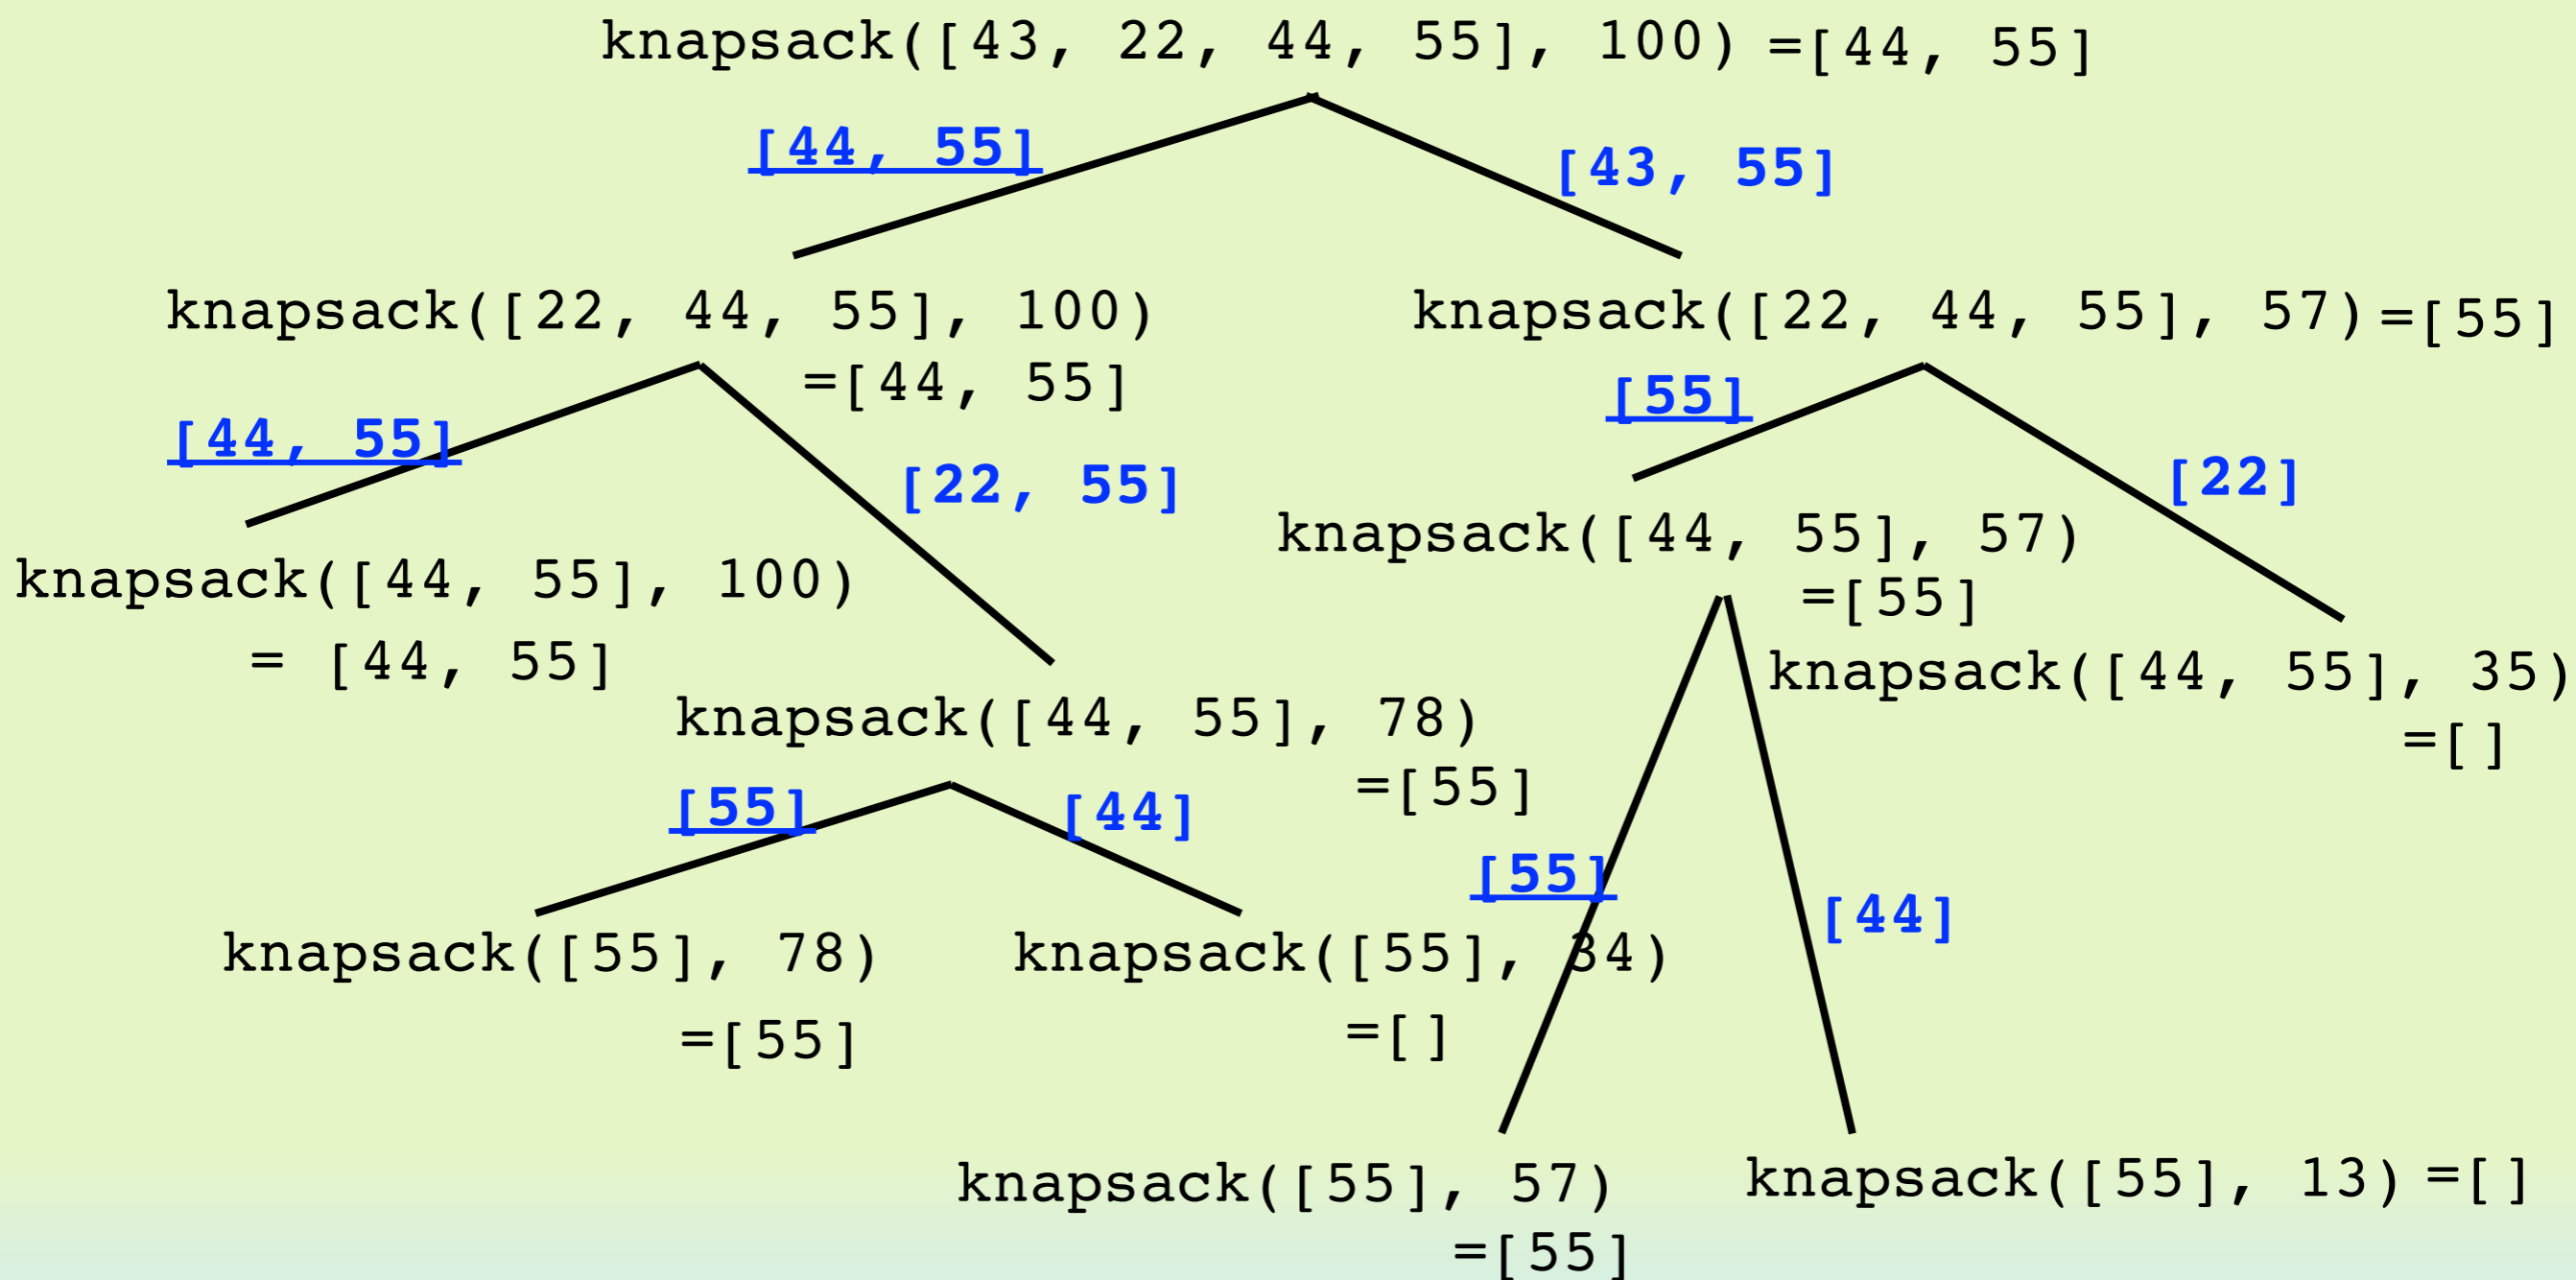 knapsack([43, 22, 44, 55], 100) =[44, 55]
[44, 55]
[43, 55]
knapsack([22, 44, 55], 100)
=[44, 55]
knapsack([22, 44, 55], 57) =[55]
[44, 55]
[22, 55]
[55]
[22]
knapsack([44, 55], 100)
= [44, 55]
knapsack([44, 55], 57)
=[55]
knapsack([44, 55], 35)
=[]
knapsack([44, 55], 78)
=[55]
[55]
[44]
[55]
[44]
knapsack([55], 78)
=[55]
knapsack([55], 34)
=[]
knapsack([55], 57)
=[55]
knapsack([55], 13) =[]